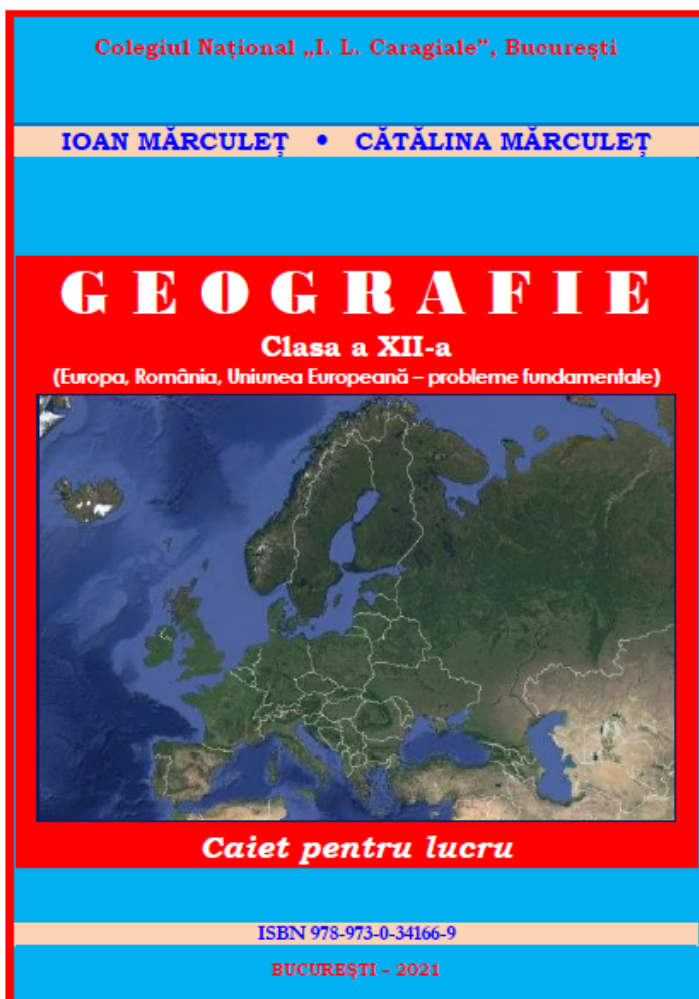 Colegiul Național „I. L. Caragiale”, București
IOAN MĂRCULEȚ • CĂTĂLINA MĂRCULEȚ
GEOGRAFIE
Clasa a XII-a
(Europa, România, Uniunea Europeană – probleme fundamentale)
Caiet pentru lucru
ISBN 978-973-0-34166-9
BUCUREȘTI – 2021